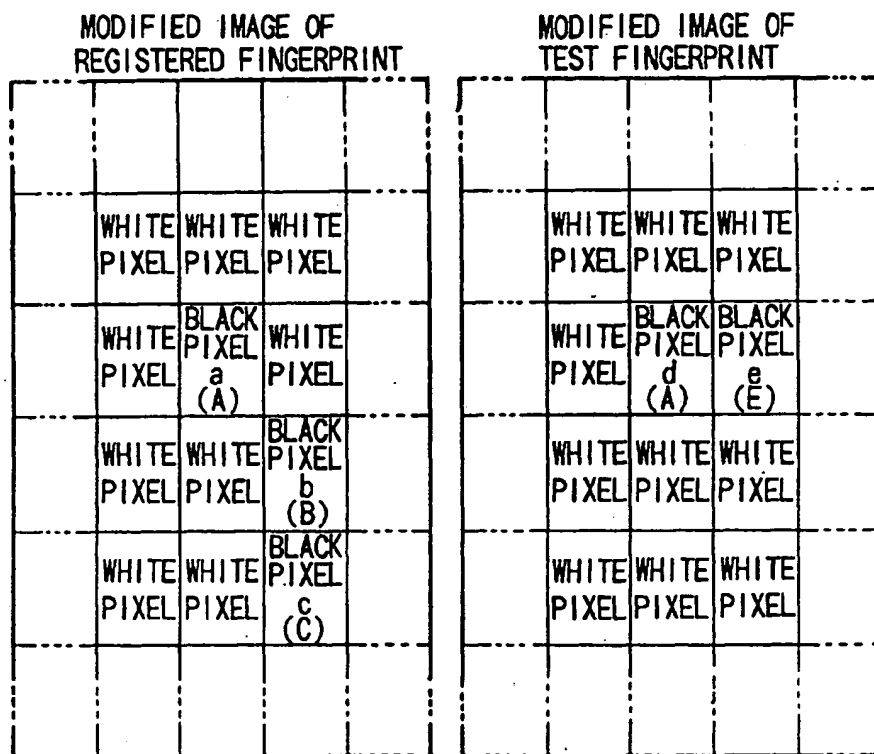 MODIFIED IMAGE OF
REGISTERED FINGERPRINT
WHITE WHITE WHITE
PIXEL PIXEL PIXEL
WHITE
PIXEL
BLACK
PIXEL
a
(A)
WHITE
PIXEL
WHITE
PIXEL
WHITE
PIXEL
BLACK
PIXEL
b
(B)
WHITE
PIXEL
WHITE
PIXEL
BLACK
PIXEL
c
(C)
MODIFIED IMAGE OF
TEST FINGERPRINT
WHITE WHITE WHITE
PIXEL PIXEL PIXEL
WHITE
PIXEL
BLACK
PIXEL
d
(A)
BLACK
PIXEL
e
(E)
WHITE WHITE WHITE
PIXEL PIXEL PIXEL
WHITE WHITE WHITE
PIXEL PIXEL PIXEL